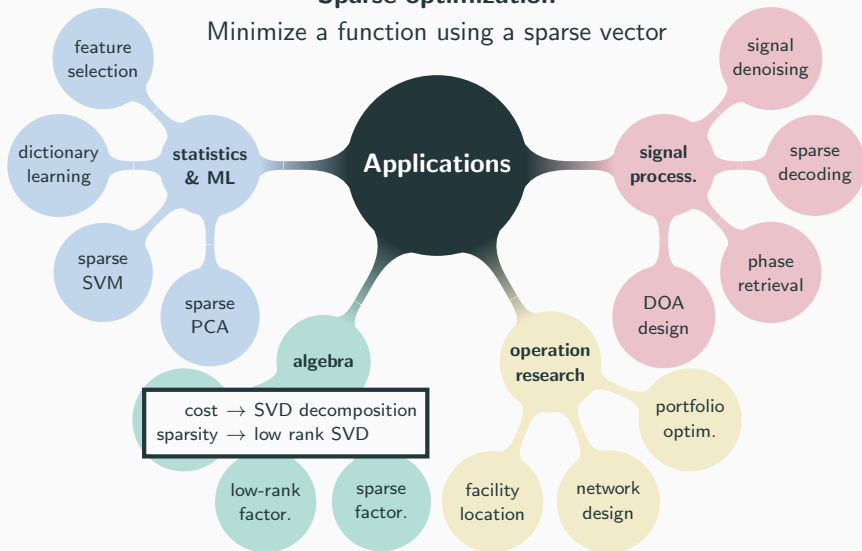 Sparse optimization
Minimize a function using a sparse vector
feature
selection
dictionary
learning
statistics
& ML
sparse
SVM
sparse
PCA
Applications
signal
denoising
signal
process.
sparse
decoding
phase
retrieval
DOA
design
algebra
cost → SVD decomposition
sparsity → low rank SVD
low-rank
factor.
sparse
factor.
operation
research
portfolio
optim.
facility
location
network
design